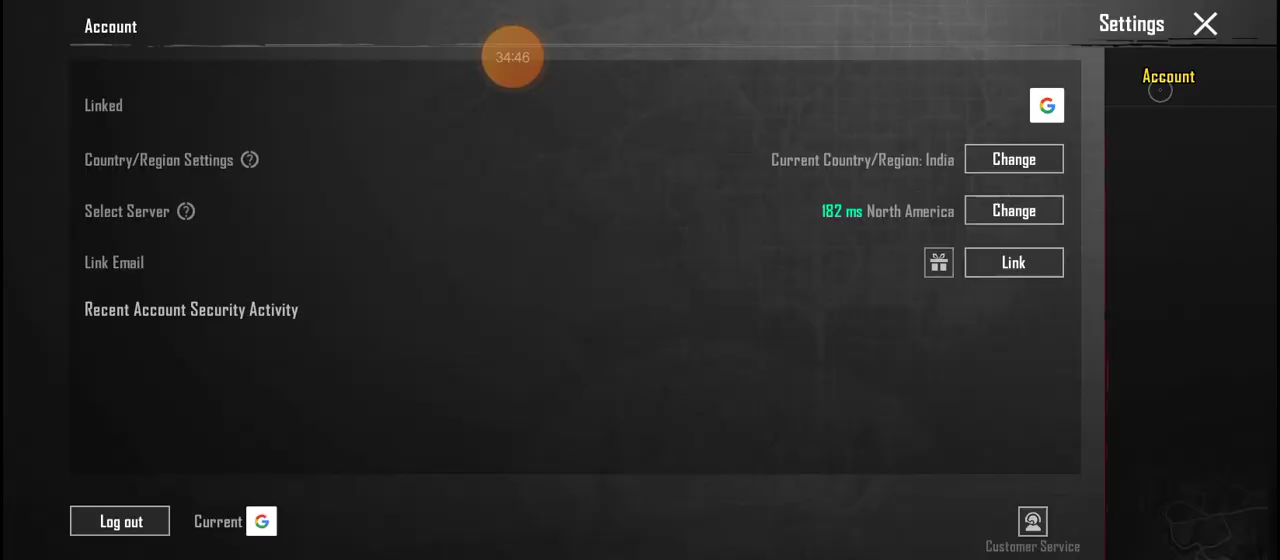 Account
Settings
34:46
Account
Linked
Country/Region Settings
Current Country/Region: India
Change
Select Server
182 ms North America
Change
Link Email
Link
Recent Account Security Activity
Log out
Current
Customer Service